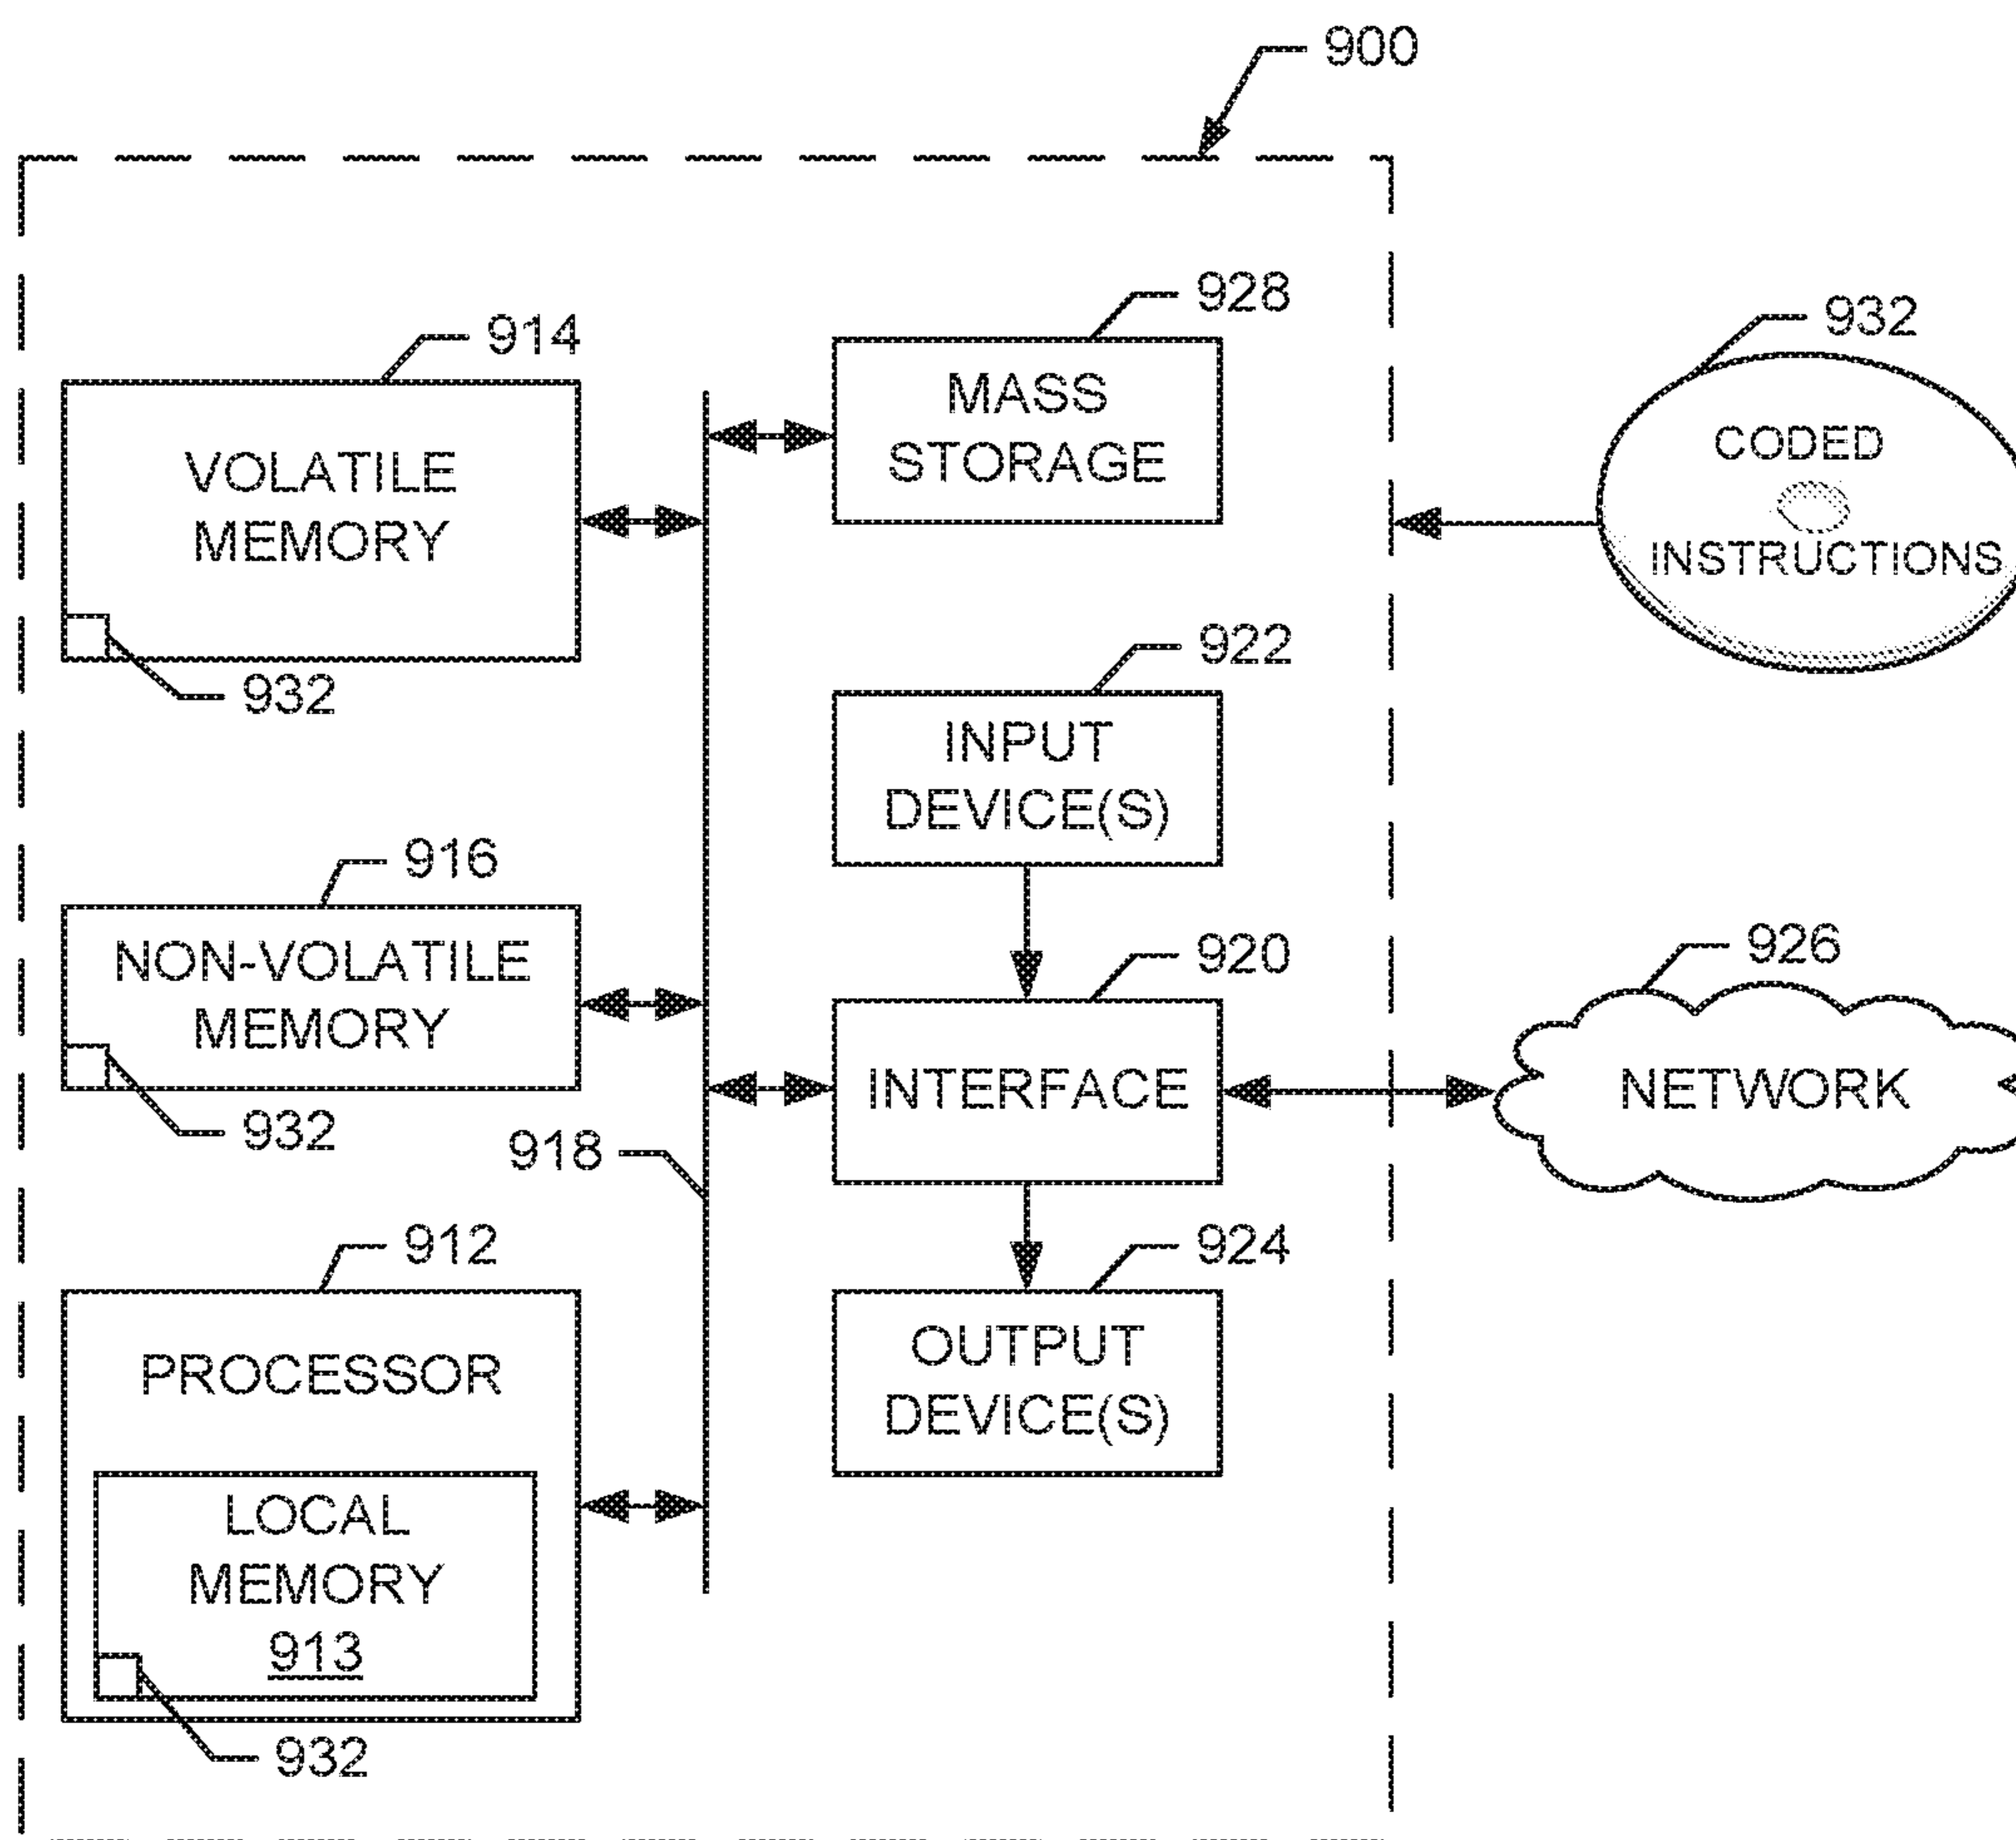 900
928
MASS
STORAGE
914
VOLATILE
MEMORY
932
932
CODED
INSTRUCTIONS
922
INPUT
DEVICE(S)
916
NON-VOLATILE
MEMORY
932
918
920
INTERFACE
926
NETWORK
912
PROCESSOR
LOCAL
MEMORY
913
932
924
OUTPUT
DEVICE(S)